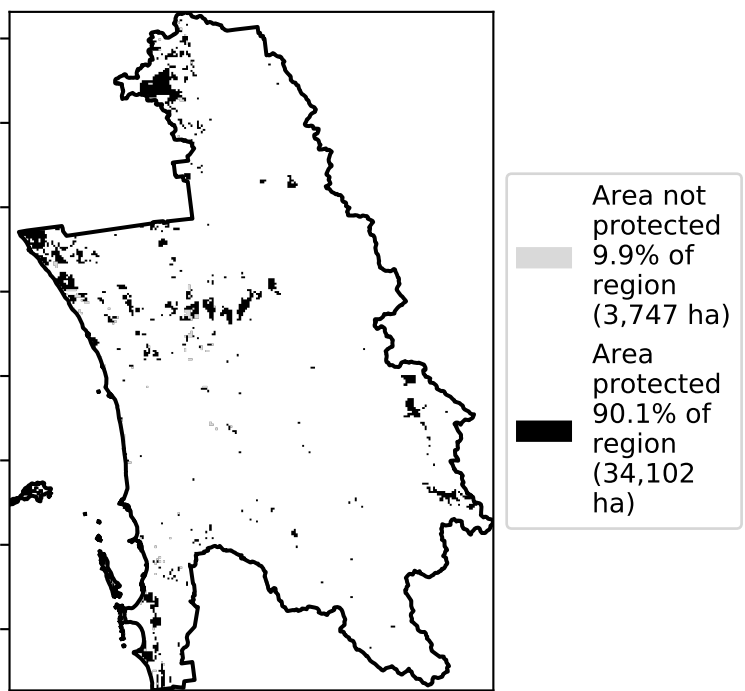 Area not
protected
9.9% of
region
(3,747 ha)
Area
protected
90.1% of
region
(34,102
ha)